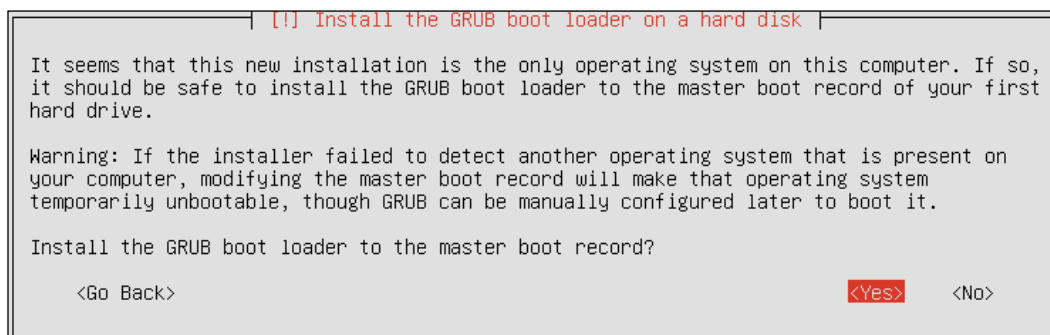 [!] Install the GRUB boot loader on a hard disk
It seems that this new installation is the only operating system on this computer. If so,
it should be safe to install the GRUB boot loader to the master boot record of your first
hard drive.
Warning: If the installer failed to detect another operating system that is present on
your computer, modifying the master boot record will make that operating system
temporarily unbootable, though GRUB can be manually configured later to boot it.
Install the GRUB boot loader to the master boot record?
<Go Back> <Yes> <No>